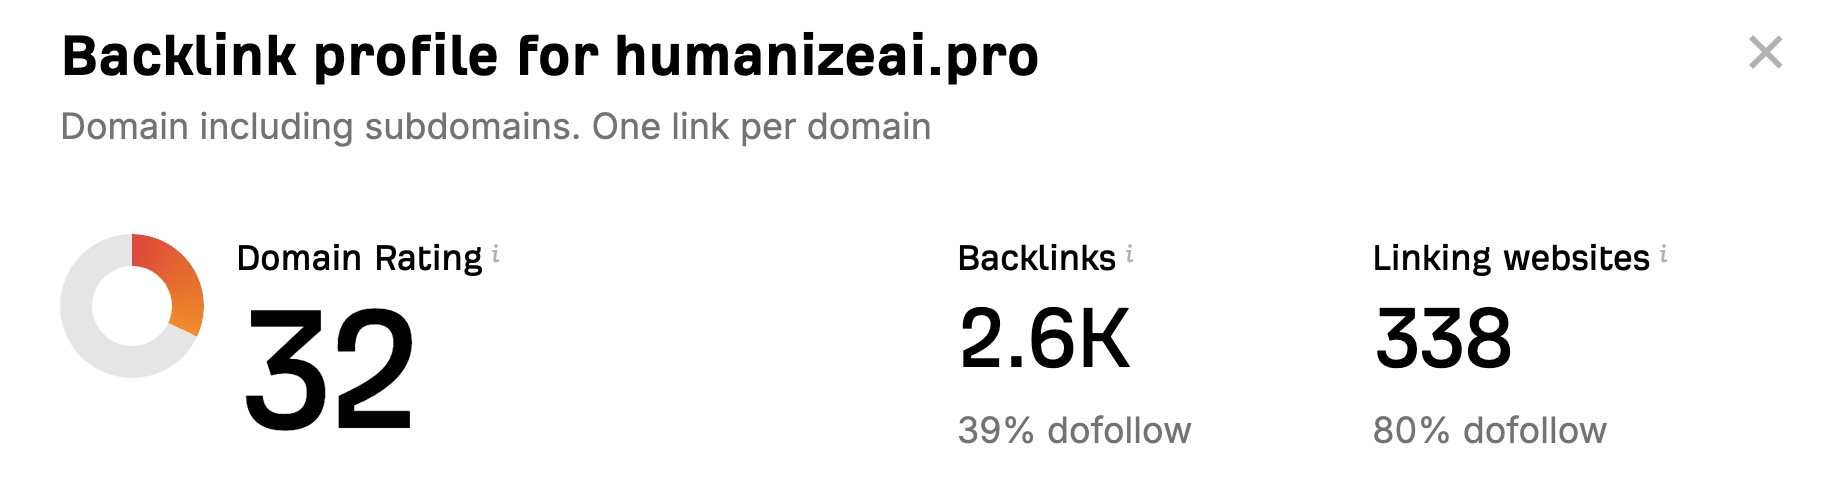 Backlink profile for humanizeai.pro
Domain including subdomains. One link per domain
Domain Rating i
32
Backlinks i
2.6K
39% dofollow
Linking websites i
338
80% dofollow